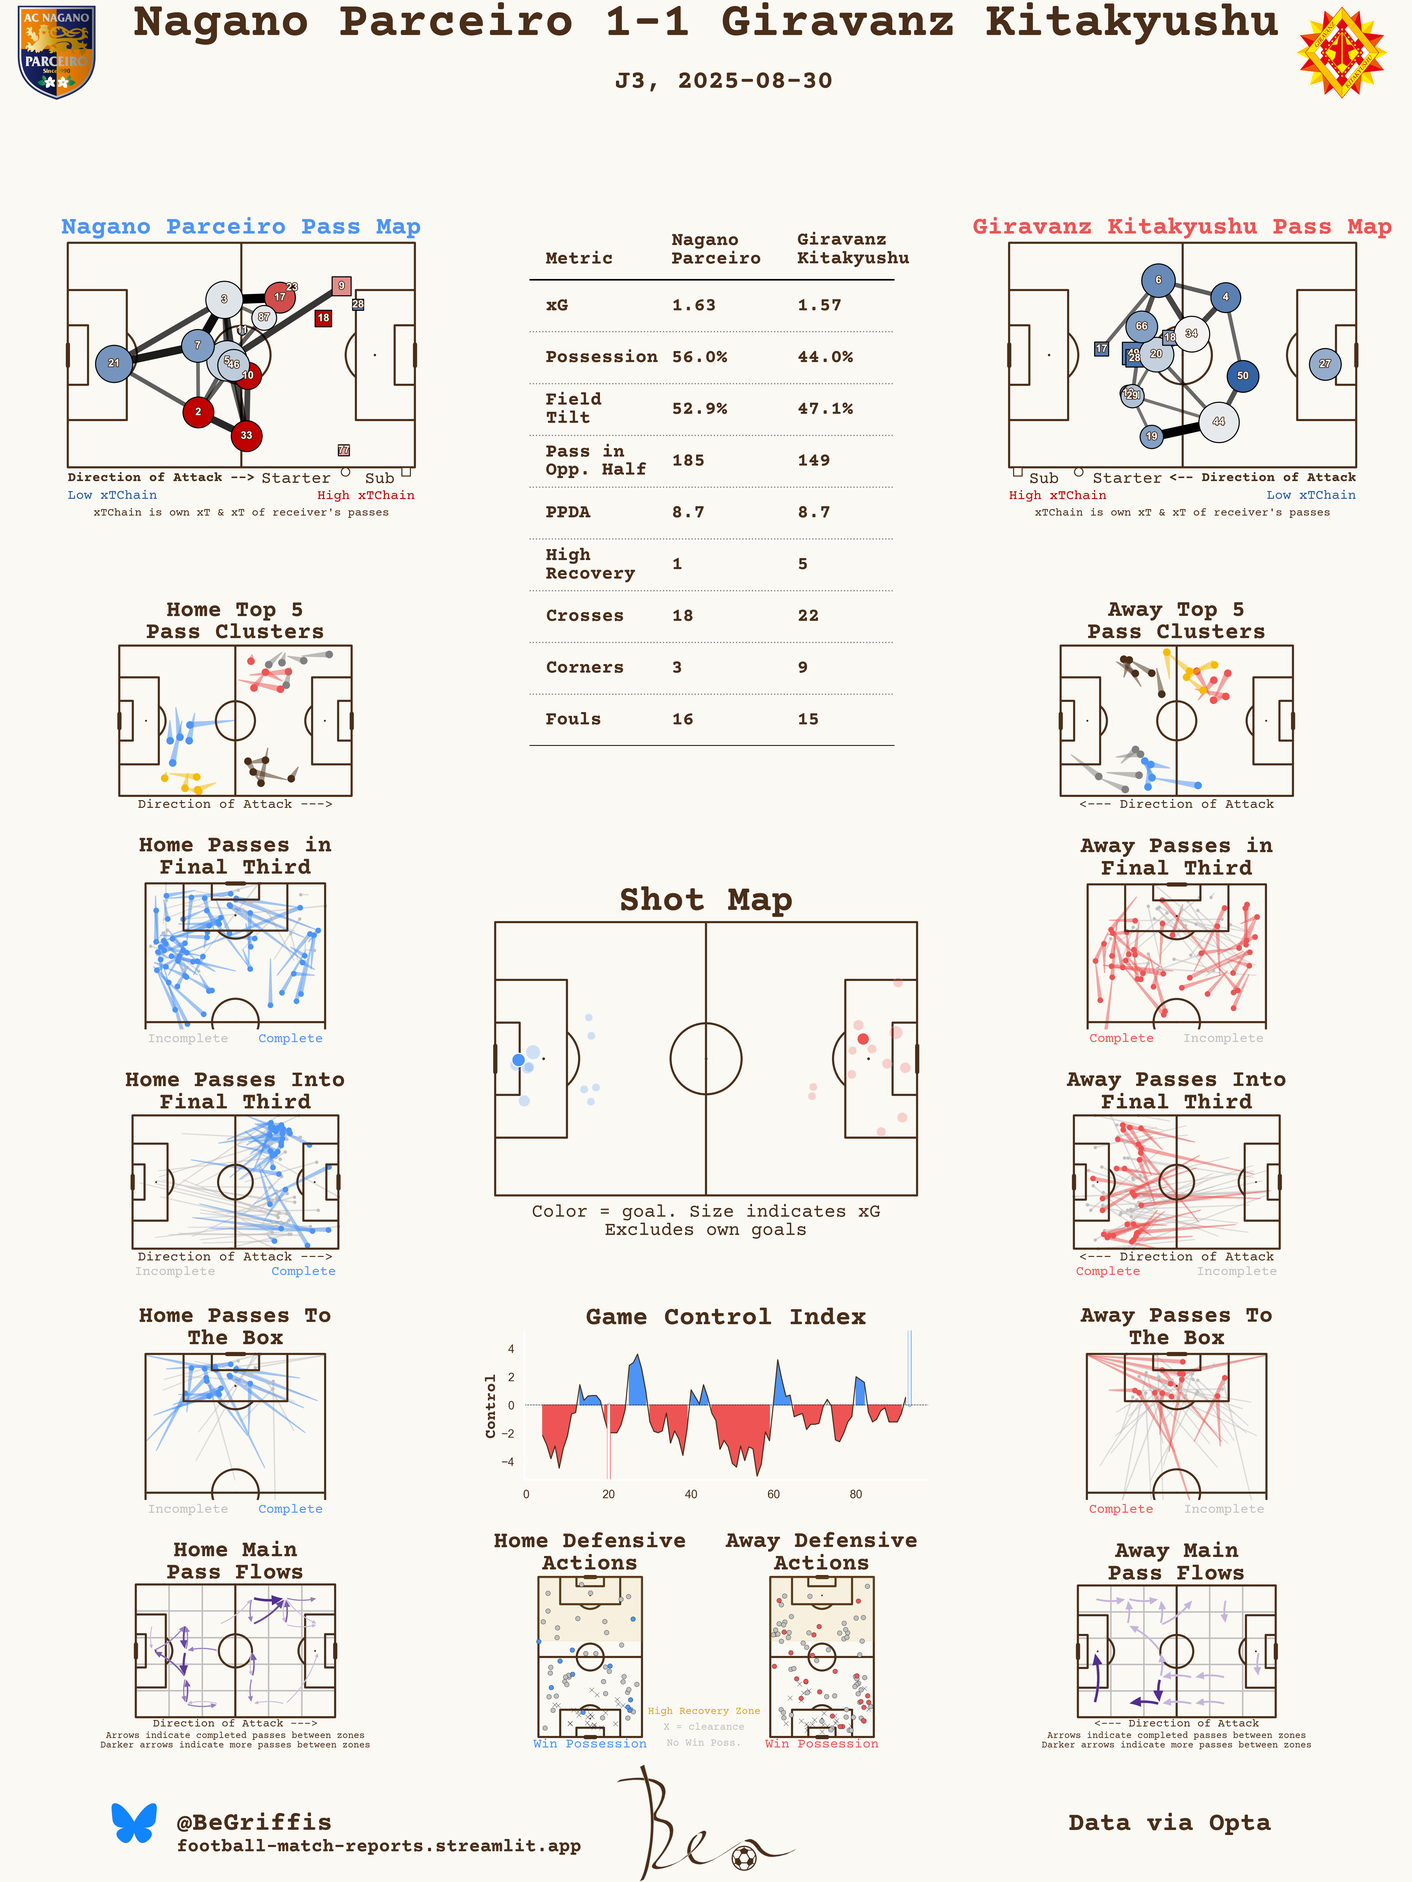 Nagano Parceiro 1-1 Giravanz Kitakyushu
J3, 2025-08-30
AC NAGANO
PARCEIRO
Since 1990
GIRAVANZ
KITAKYUSHU
Nagano Parceiro Pass Map
3
17
23
9
28
87
18
11
7
21
46
10
2
33
77
Direction of Attack --> Starter Sub
Low xTChain High xTChain
xTChain is own xT & xT of receiver's passes
Metric Nagano Parceiro Giravanz Kitakyushu
xG 1.63 1.57
Possession 56.0% 44.0%
Field Tilt 52.9% 47.1%
Pass in Opp. Half 185 149
PPDA 8.7 8.7
High Recovery 1 5
Crosses 18 22
Corners 3 9
Fouls 16 15
Giravanz Kitakyushu Pass Map
6
4
66
34
18
17
28
20
27
50
29
44
19
Sub Starter <-- Direction of Attack
High xTChain Low xTChain
xTChain is own xT & xT of receiver's passes
Home Top 5
Pass Clusters
Direction of Attack --->
Away Top 5
Pass Clusters
<--- Direction of Attack
Home Passes in
Final Third
Incomplete Complete
Away Passes in
Final Third
Complete Incomplete
Shot Map
Color = goal. Size indicates xG
Excludes own goals
Home Passes Into
Final Third
Direction of Attack --->
Incomplete Complete
Away Passes Into
Final Third
<--- Direction of Attack
Complete Incomplete
Home Passes To
The Box
Incomplete Complete
Game Control Index
Control
4
2
0
−2
−4
0 20 40 60 80
Away Passes To
The Box
Complete Incomplete
Home Main
Pass Flows
Direction of Attack --->
Arrows indicate completed passes between zones
Darker arrows indicate more passes between zones
Home Defensive
Actions
Win Possession
High Recovery Zone
X = clearance
No Win Poss.
Away Defensive
Actions
Win Possession
Away Main
Pass Flows
<--- Direction of Attack
Arrows indicate completed passes between zones
Darker arrows indicate more passes between zones
@BeGriffis
football-match-reports.streamlit.app
Ben
Data via Opta